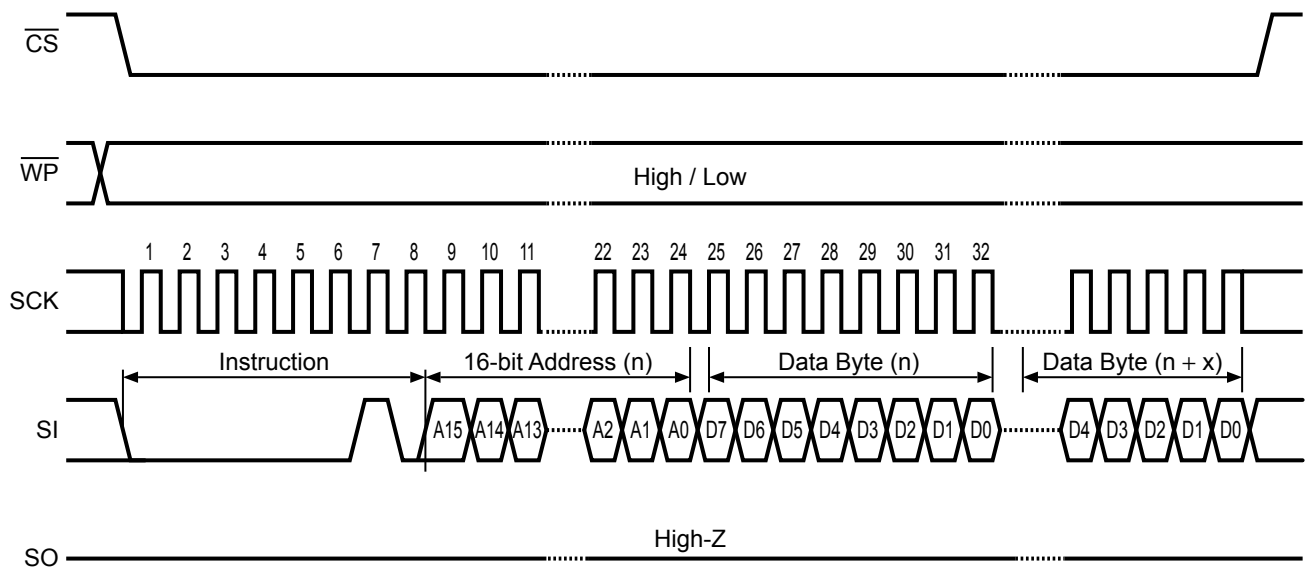 CS
WP
High / Low
1 2 3 4 5 6 7 8 9 10 11 22 23 24 25 26 27 28 29 30 31 32
SCK
Instruction 16-bit Address (n) Data Byte (n) Data Byte (n + x)
SI A15 A14 A13 A2 A1 A0 D7 D6 D5 D4 D3 D2 D1 D0 D4 D3 D2 D1 D0
High-Z
SO